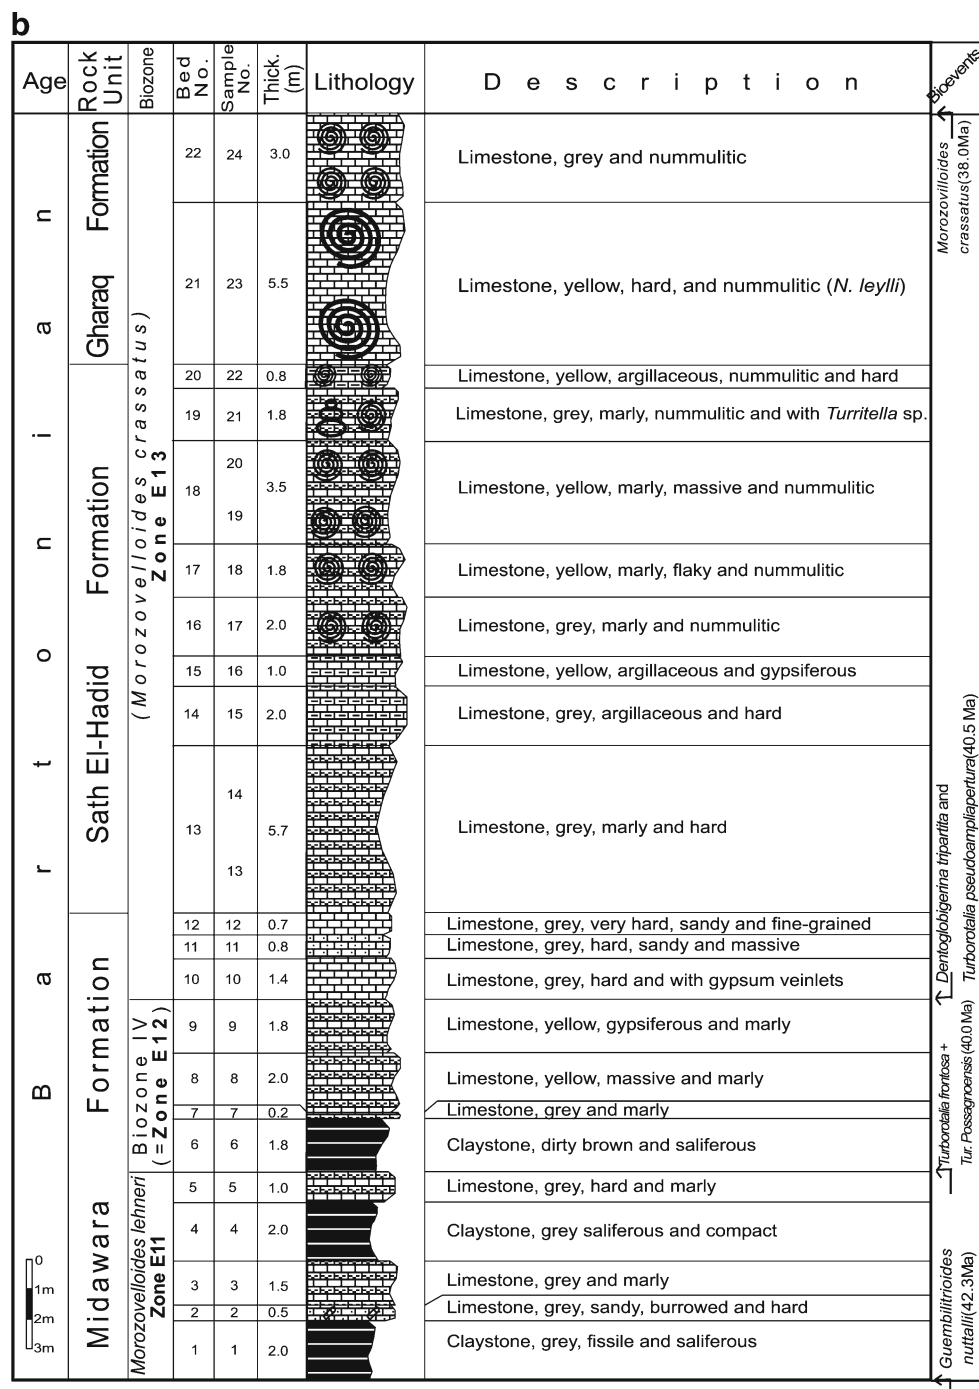 b
Age
Rock Unit
Biozone
Bed No.
Sample No.
Thick. (m)
Lithology
Description
Bioevents
Bartonian
Gharaq Formation
Sath El-Hadid Formation
Midawara Formation
(Morozovelloides crassatus)
Zone E13
Biozone IV
(=Zone E12)
Morozovelloides lehneri
Zone E11
22 24 3.0 Limestone, grey and nummulitic
21 23 5.5 Limestone, yellow, hard, and nummulitic (N. leylli)
20 22 0.8 Limestone, yellow, argillaceous, nummulitic and hard
19 21 1.8 Limestone, grey, marly, nummulitic and with Turritella sp.
18 20 19 3.5 Limestone, yellow, marly, massive and nummulitic
17 18 1.8 Limestone, yellow, marly, flaky and nummulitic
16 17 2.0 Limestone, grey, marly and nummulitic
15 16 1.0 Limestone, yellow, argillaceous and gypsiferous
14 15 2.0 Limestone, grey, argillaceous and hard
13 14 13 5.7 Limestone, grey, marly and hard
12 12 0.7 Limestone, grey, very hard, sandy and fine-grained
11 11 0.8 Limestone, grey, hard, sandy and massive
10 10 1.4 Limestone, grey, hard and with gypsum veinlets
9 9 1.8 Limestone, yellow, gypsiferous and marly
8 8 2.0 Limestone, yellow, massive and marly
7 7 0.2 Limestone, grey and marly
6 6 1.8 Claystone, dirty brown and saliferous
5 5 1.0 Limestone, grey, hard and marly
4 4 2.0 Claystone, grey saliferous and compact
3 3 1.5 Limestone, grey and marly
2 2 0.5 Limestone, grey, sandy, burrowed and hard
1 1 2.0 Claystone, grey, fissile and saliferous
0
1m
2m
3m
Morozovilloides
crassatus(38.0Ma)
Dentoglobigerina tripartita and
Turborotalia pseudoampliapertura(40.5 Ma)
Turborotalia frontosa +
Tur. Possagnoensis (40.0 Ma)
Guembilitrioides
nuttalli(42.3Ma)